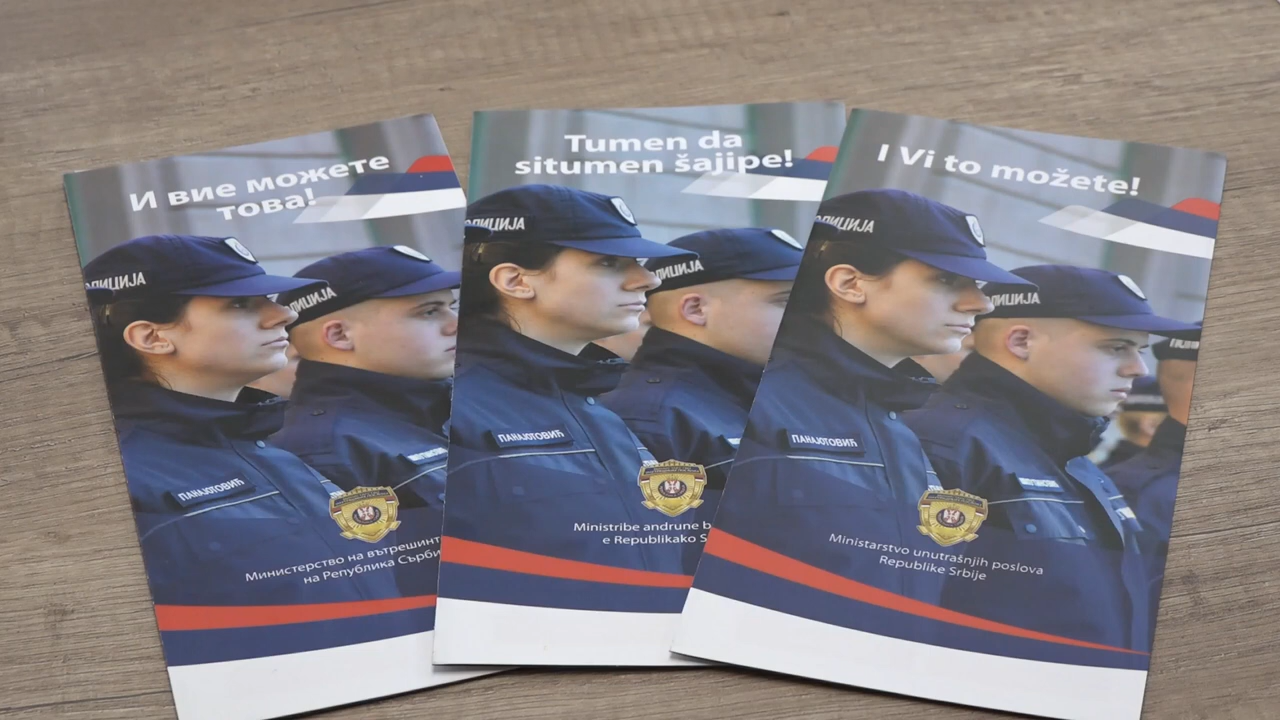 И вие можете
това!
ПОЛИЦИЈА
ПАНАЈОТОВИЋ
Министерство на вътрешнит
на Република Сърби
Tumen da
situmen šajipe!
ПОЛИЦИЈА
ПАНАЈОТОВИЋ
Ministribe andrune b
e Republikako S
I Vi to možete!
ПОЛИЦИЈА
ПАНАЈОТОВИЋ
Ministarstvo unutrašnjih poslova
Republike Srbije